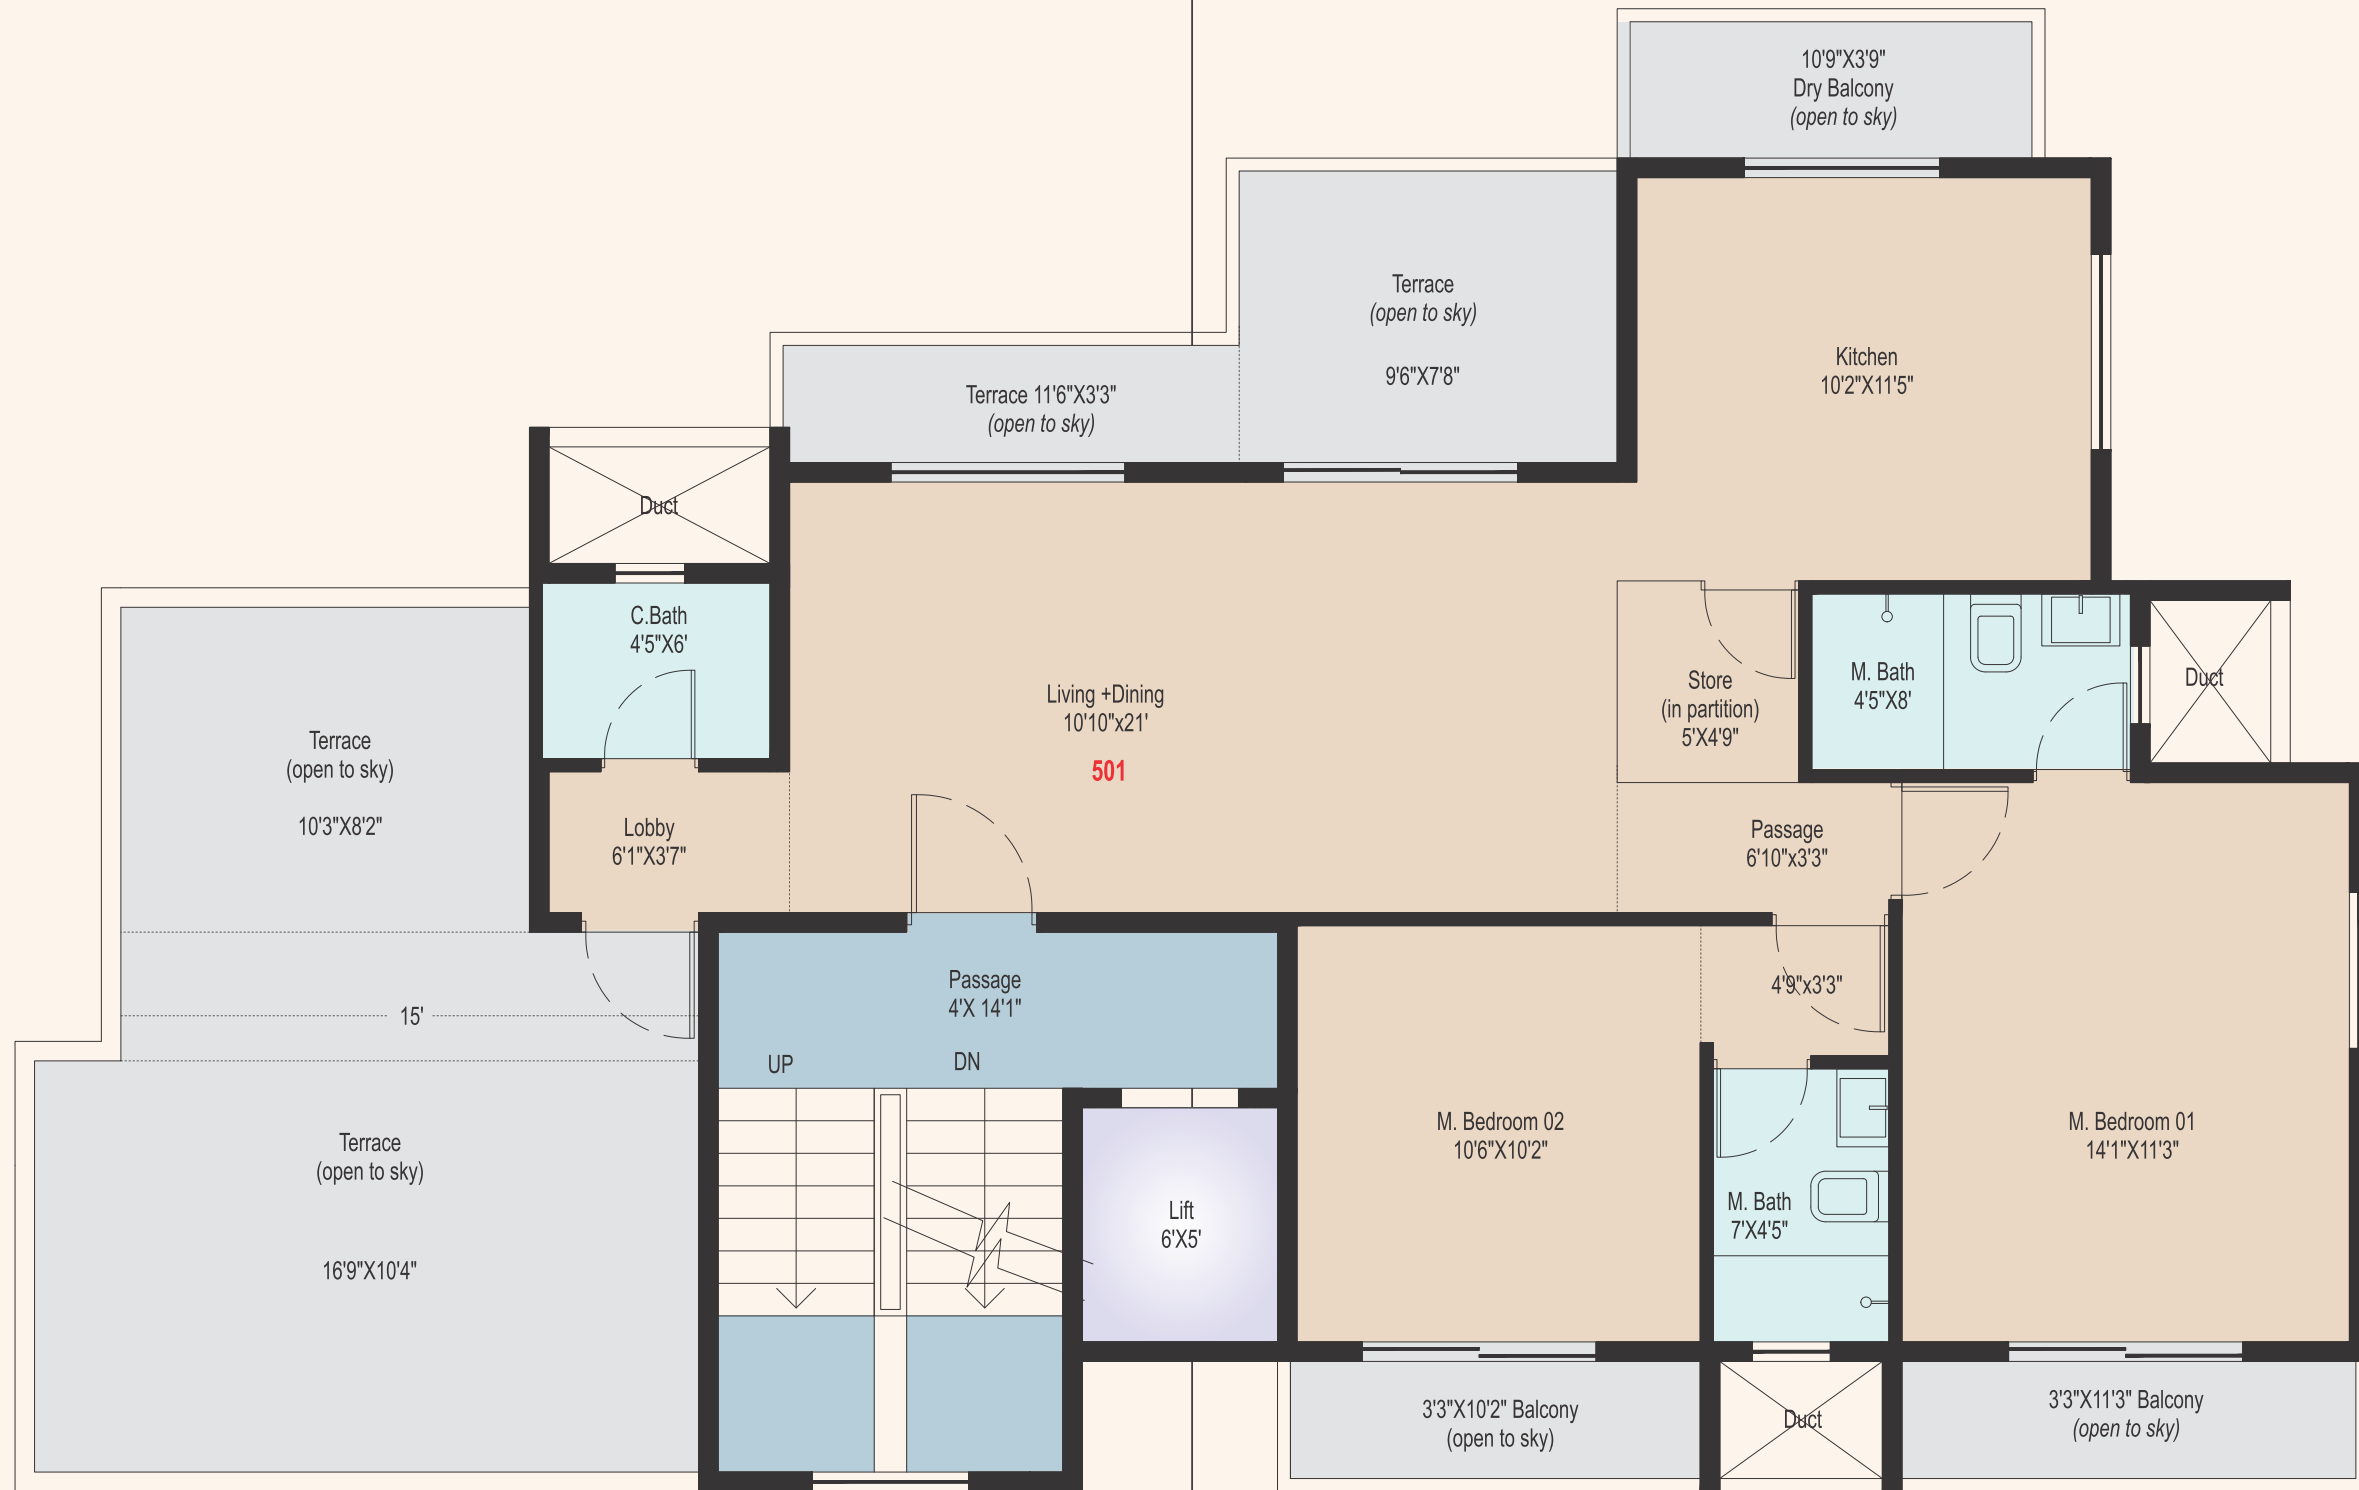 10'9"X3'9"
Dry Balcony
(open to sky)
Terrace
(open to sky)
9'6"X7'8"
Terrace 11'6"X3'3"
(open to sky)
Kitchen
10'2"X11'5"
Duct
C.Bath
4'5"X6'
Terrace
(open to sky)
10'3"X8'2"
Lobby
6'1"X3'7"
Living +Dining
10'10"x21'
501
Store
(in partition)
5'X4'9"
M. Bath
4'5"X8'
Duct
Passage
6'10"x3'3"
15'
Passage
4'X 14'1"
UP
DN
4'9"x3'3"
Terrace
(open to sky)
16'9"X10'4"
Lift
6'X5'
M. Bedroom 02
10'6"X10'2"
M. Bath
7'X4'5"
M. Bedroom 01
14'1"X11'3"
3'3"X10'2" Balcony
(open to sky)
Duct
3'3"X11'3" Balcony
(open to sky)